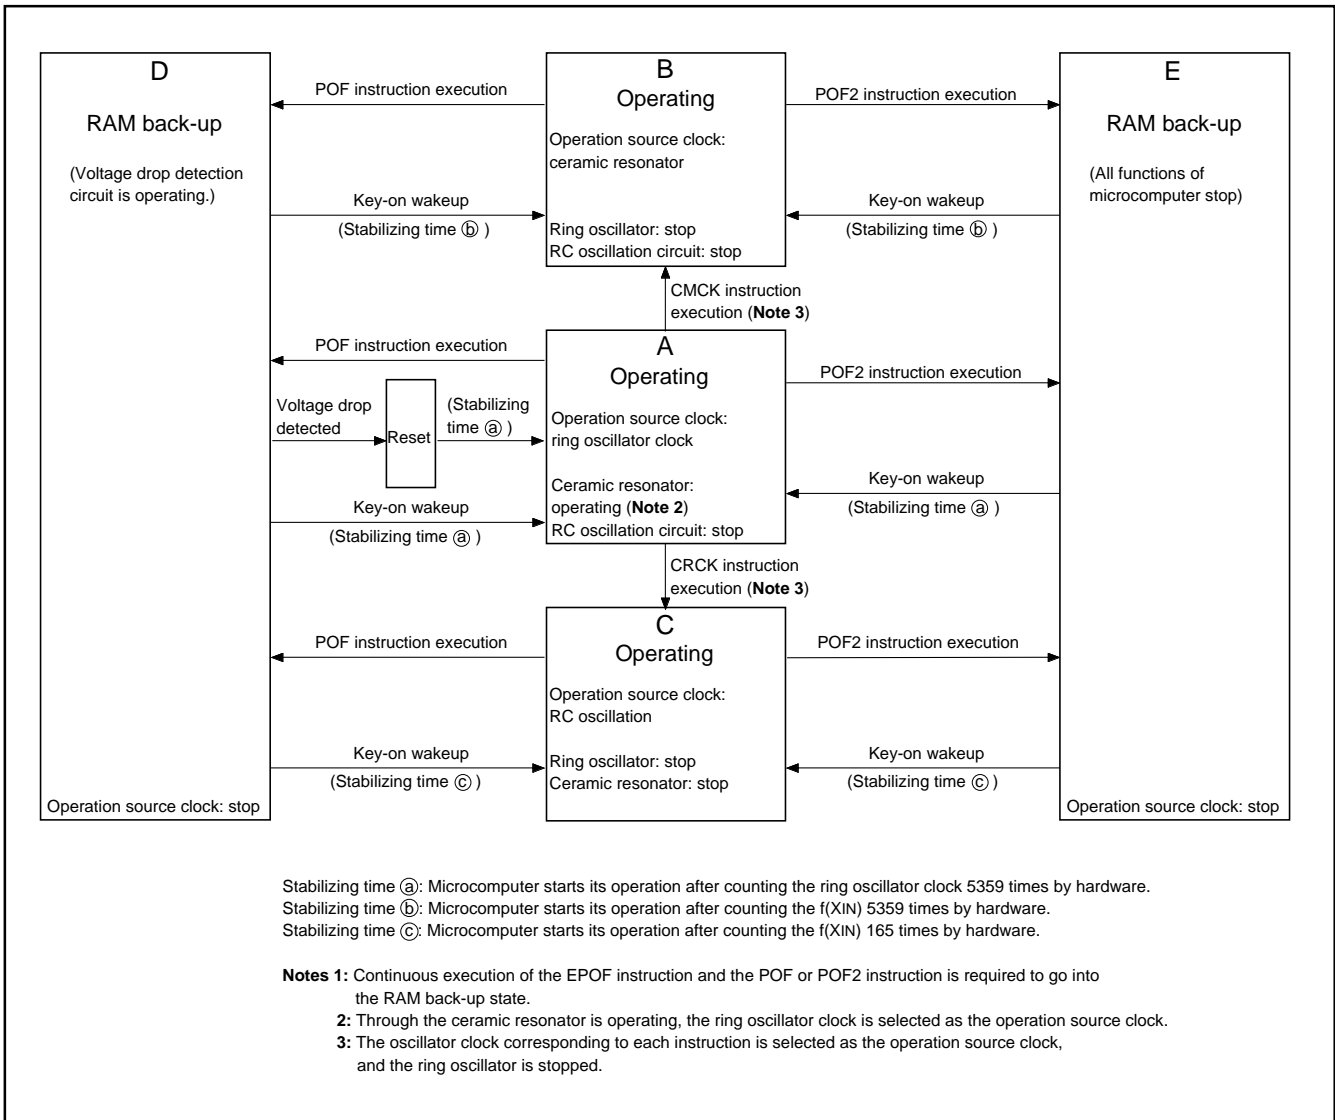 D
RAM back-up
(Voltage drop detection
circuit is operating.)
Operation source clock: stop
POF instruction execution
Key-on wakeup
(Stabilizing time ⓑ )
B
Operating
Operation source clock:
ceramic resonator
Ring oscillator: stop
RC oscillation circuit: stop
POF2 instruction execution
Key-on wakeup
(Stabilizing time ⓑ )
E
RAM back-up
(All functions of
microcomputer stop)
Operation source clock: stop
CMCK instruction
execution (Note 3)
POF instruction execution
Voltage drop
detected
Reset
(Stabilizing
time ⓐ )
Key-on wakeup
(Stabilizing time ⓐ )
A
Operating
Operation source clock:
ring oscillator clock
Ceramic resonator:
operating (Note 2)
RC oscillation circuit: stop
POF2 instruction execution
Key-on wakeup
(Stabilizing time ⓐ )
CRCK instruction
execution (Note 3)
POF instruction execution
Key-on wakeup
(Stabilizing time ⓒ )
C
Operating
Operation source clock:
RC oscillation
Ring oscillator: stop
Ceramic resonator: stop
POF2 instruction execution
Key-on wakeup
(Stabilizing time ⓒ )
Stabilizing time ⓐ: Microcomputer starts its operation after counting the ring oscillator clock 5359 times by hardware.
Stabilizing time ⓑ: Microcomputer starts its operation after counting the f(XIN) 5359 times by hardware.
Stabilizing time ⓒ: Microcomputer starts its operation after counting the f(XIN) 165 times by hardware.
Notes 1: Continuous execution of the EPOF instruction and the POF or POF2 instruction is required to go into
the RAM back-up state.
2: Through the ceramic resonator is operating, the ring oscillator clock is selected as the operation source clock.
3: The oscillator clock corresponding to each instruction is selected as the operation source clock,
and the ring oscillator is stopped.